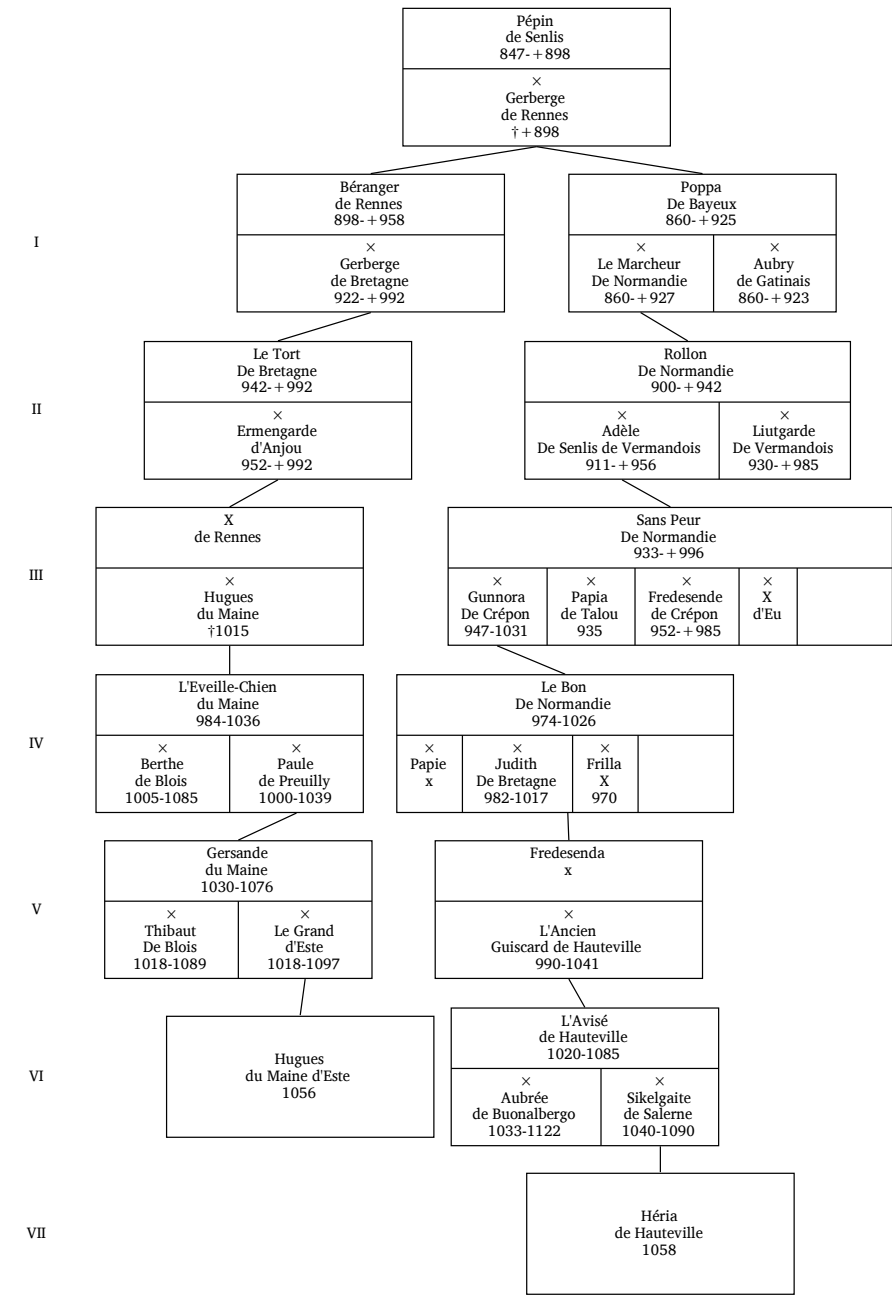 Pépin
de Senlis
847-+898
×
Gerberge
de Rennes
†+898
I
Béranger
de Rennes
898-+958
×
Gerberge
de Bretagne
922-+992
Poppa
De Bayeux
860-+925
×
Le Marcheur
De Normandie
860-+927
×
Aubry
de Gatinais
860-+923
II
Le Tort
De Bretagne
942-+992
×
Ermengarde
d'Anjou
952-+992
Rollon
De Normandie
900-+942
×
Adèle
De Senlis de Vermandois
911-+956
×
Liutgarde
De Vermandois
930-+985
III
X
de Rennes
×
Hugues
du Maine
†1015
Sans Peur
De Normandie
933-+996
×
Gunnora
De Crépon
947-1031
×
Papia
de Talou
935
×
Fredesende
de Crépon
952-+985
×
X
d'Eu
IV
L'Eveille-Chien
du Maine
984-1036
×
Berthe
de Blois
1005-1085
×
Paule
de Preuilly
1000-1039
Le Bon
De Normandie
974-1026
×
Papie
x
×
Judith
De Bretagne
982-1017
×
Frilla
X
970
V
Gersande
du Maine
1030-1076
×
Thibaut
De Blois
1018-1089
×
Le Grand
d'Este
1018-1097
Fredesenda
x
×
L'Ancien
Guiscard de Hauteville
990-1041
VI
Hugues
du Maine d'Este
1056
L'Avisé
de Hauteville
1020-1085
×
Aubrée
de Buonalbergo
1033-1122
×
Sikelgaite
de Salerne
1040-1090
VII
Héria
de Hauteville
1058